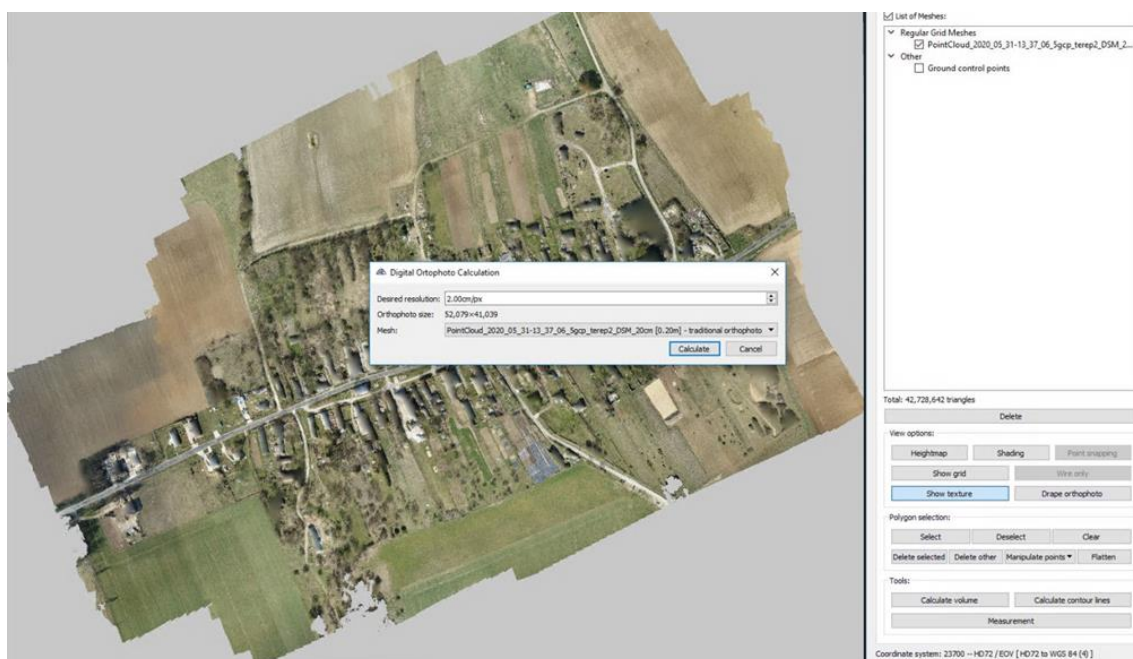 List of Meshes:
Regular Grid Meshes
PointCloud_2020_05_31-13_37_06_5gcp_terep2_DSM_2...
Other
Ground control points
Digital Ortophoto Calculation
Desired resolution: 2.00cm/px
Orthophoto size: 52,079×41,039
Mesh: PointCloud_2020_05_31-13_37_06_5gcp_terep2_DSM_20cm [0.20m] - traditional orthophoto
Calculate Cancel
Total: 42,728,642 triangles
Delete
View options:
Heightmap Shading Point snapping
Show grid Wire only
Show texture Drape orthophoto
Polygon selection:
Select Deselect Clear
Delete selected Delete other Manipulate points Flatten
Tools:
Calculate volume Calculate contour lines
Measurement
Coordinate system: 23700 -- HD72 / EOV [ HD72 to WGS 84 (4) ]